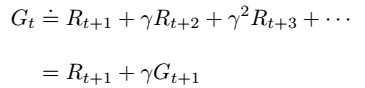 G_t ≐ R_{t+1} + γR_{t+2} + γ^2R_{t+3} + ⋯
= R_{t+1} + γG_{t+1}